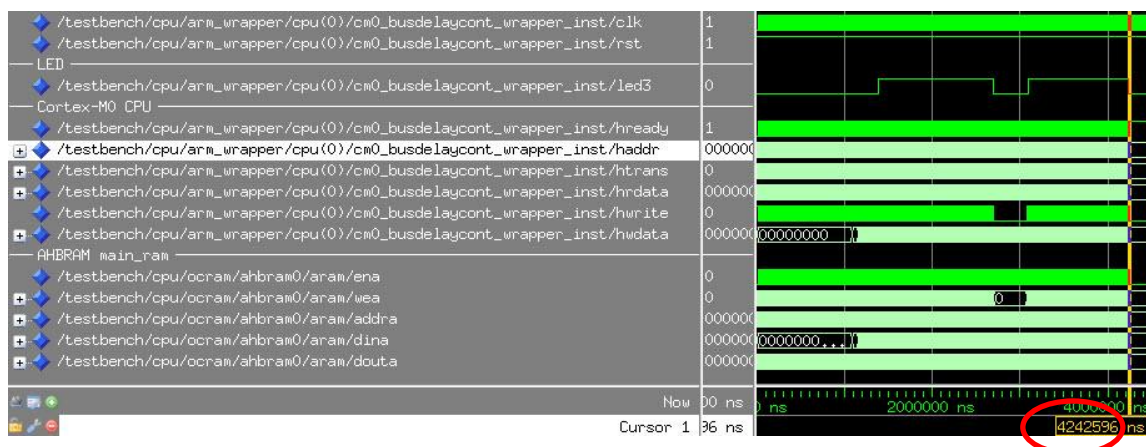 /testbench/cpu/arm_wrapper/cpu(0)/cm0_busdelaycont_wrapper_inst/clk 1
/testbench/cpu/arm_wrapper/cpu(0)/cm0_busdelaycont_wrapper_inst/rst 1
LED
/testbench/cpu/arm_wrapper/cpu(0)/cm0_busdelaycont_wrapper_inst/led3 0
Cortex-M0 CPU
/testbench/cpu/arm_wrapper/cpu(0)/cm0_busdelaycont_wrapper_inst/hready 1
/testbench/cpu/arm_wrapper/cpu(0)/cm0_busdelaycont_wrapper_inst/haddr 000000
/testbench/cpu/arm_wrapper/cpu(0)/cm0_busdelaycont_wrapper_inst/htrans 0
/testbench/cpu/arm_wrapper/cpu(0)/cm0_busdelaycont_wrapper_inst/hrdata 000000
/testbench/cpu/arm_wrapper/cpu(0)/cm0_busdelaycont_wrapper_inst/hwrite 0
/testbench/cpu/arm_wrapper/cpu(0)/cm0_busdelaycont_wrapper_inst/hwdata 000000 00000000
AHBRAM main_ram
/testbench/cpu/ocram/ahbram0/aram/ena 0
/testbench/cpu/ocram/ahbram0/aram/wea 0 0
/testbench/cpu/ocram/ahbram0/aram/addra 000000
/testbench/cpu/ocram/ahbram0/aram/dina 000000 0000000...
/testbench/cpu/ocram/ahbram0/aram/douta 000000
Now 00 ns ns 2000000 ns 4000000 ns
Cursor 1 96 ns 4242596 ns